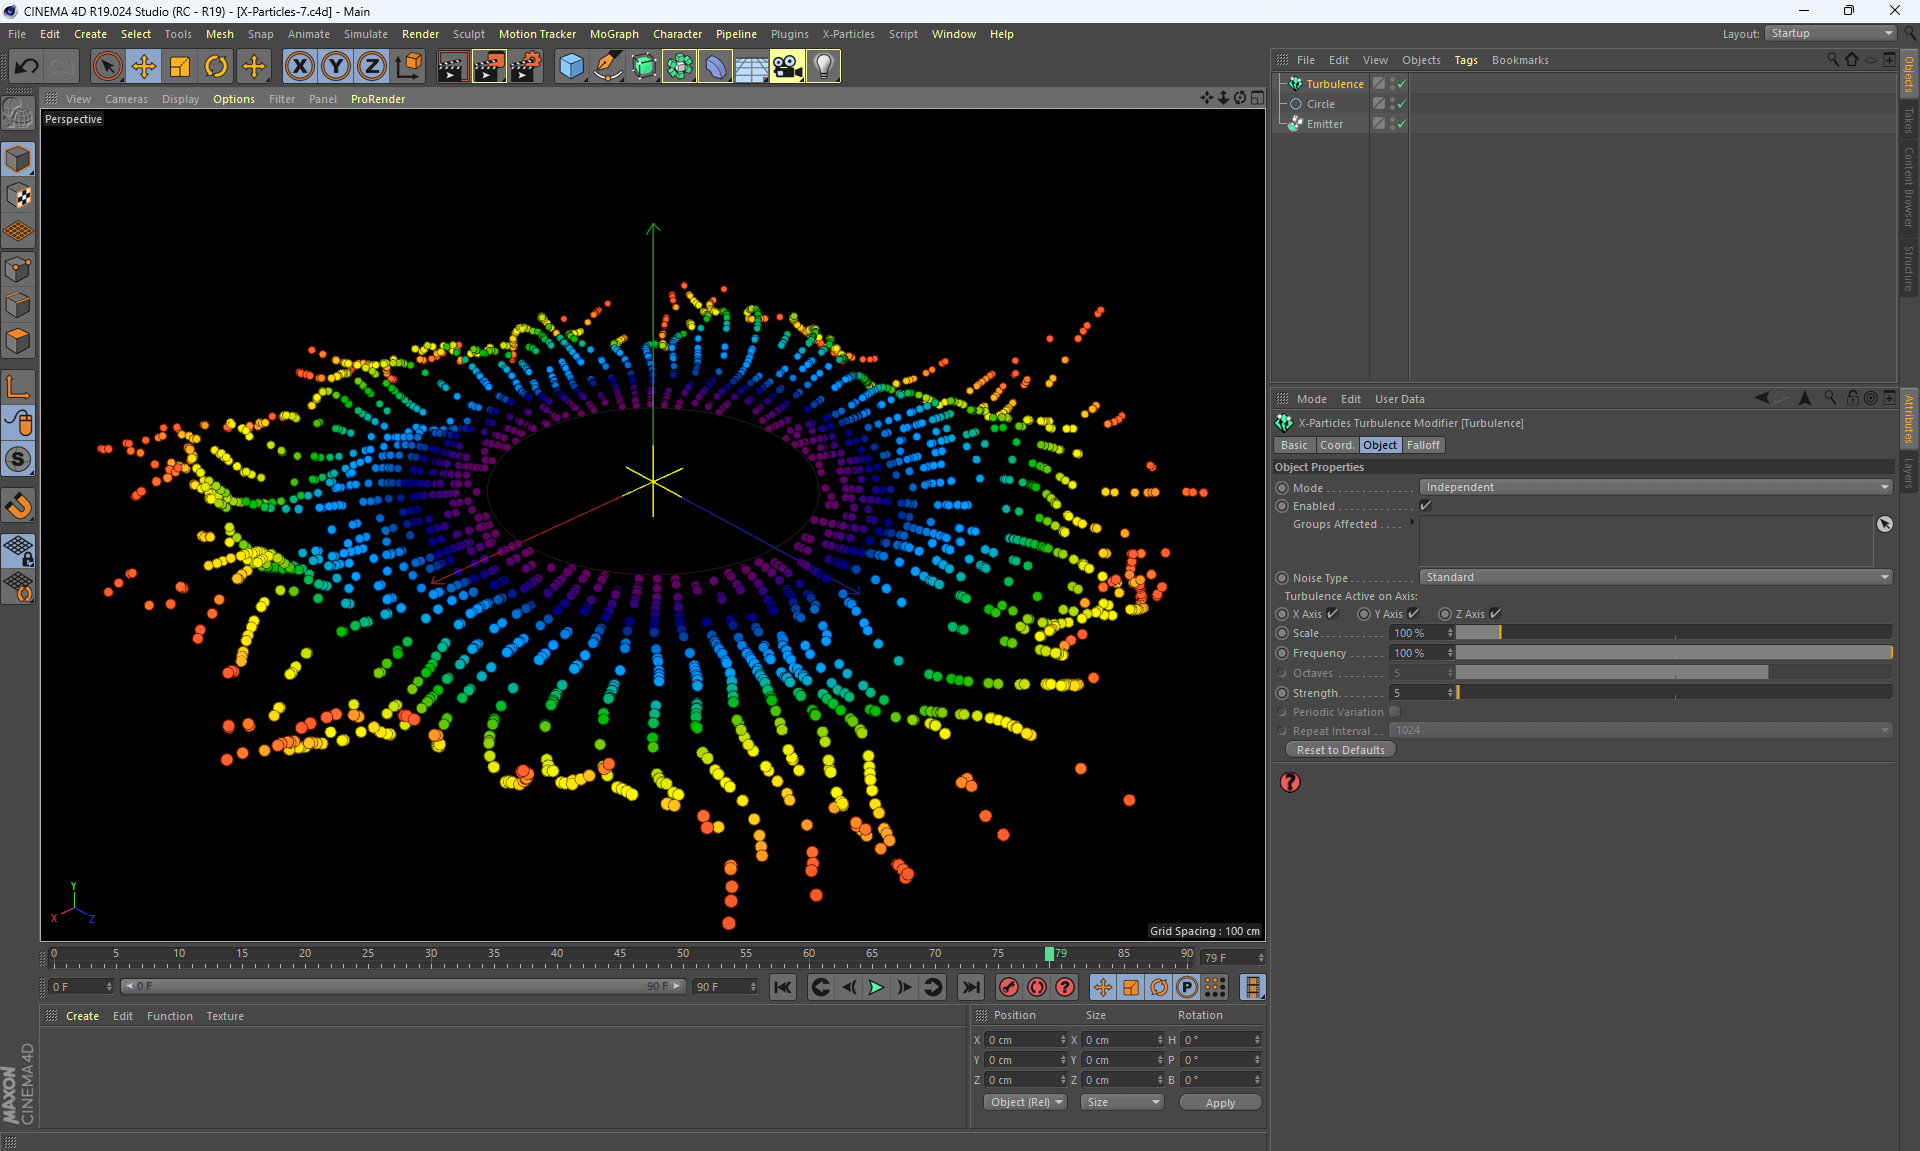 CINEMA 4D R19.024 Studio (RC - R19) - [X-Particles-7.c4d] - Main
File Edit Create Select Tools Mesh Snap Animate Simulate Render Sculpt Motion Tracker MoGraph Character Pipeline Plugins X-Particles Script Window Help
Layout: Startup
X Y Z
View Cameras Display Options Filter Panel ProRender
Perspective
Y
X
Z
Grid Spacing : 100 cm
0 5 10 15 20 25 30 35 40 45 50 55 60 65 70 75 79 85 90
79 F
0 F
0 F
90 F
90 F
P
Create Edit Function Texture
Position Size Rotation
X 0 cm X 0 cm H 0 °
Y 0 cm Y 0 cm P 0 °
Z 0 cm Z 0 cm B 0 °
Object (Rel) Size Apply
MAXON
CINEMA 4D
S
File Edit View Objects Tags Bookmarks
Turbulence
Circle
Emitter
Objects
Takes
Content Browser
Structure
Mode Edit User Data
X-Particles Turbulence Modifier [Turbulence]
Basic Coord. Object Falloff
Object Properties
Mode Independent
Enabled
Groups Affected
Noise Type Standard
Turbulence Active on Axis:
X Axis Y Axis Z Axis
Scale 100 %
Frequency 100 %
Octaves 5
Strength 5
Periodic Variation
Repeat Interval 1024
Reset to Defaults
?
Attributes
Layers